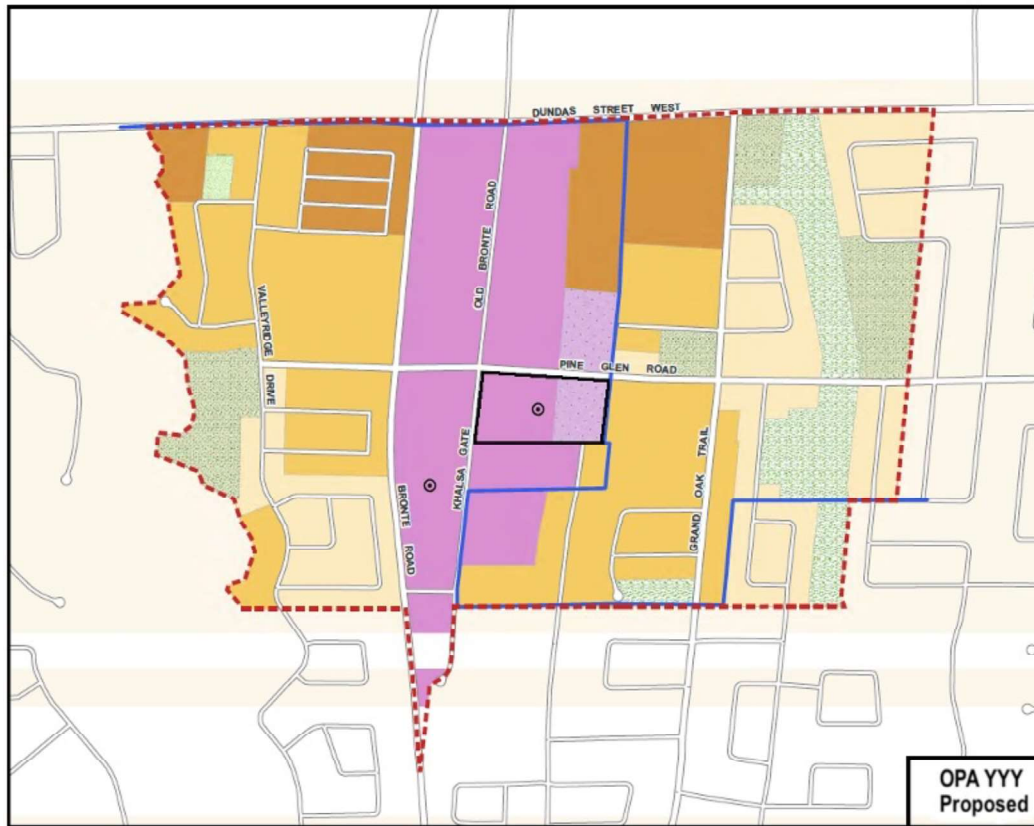 DUNDAS STREET WEST
OLD BRONTE ROAD
VALLEYRIDGE DRIVE
PINE GLEN ROAD
KHALSA GATE
BRONTE ROAD
GRAND OAK TRAIL
OPA YYY
Proposed